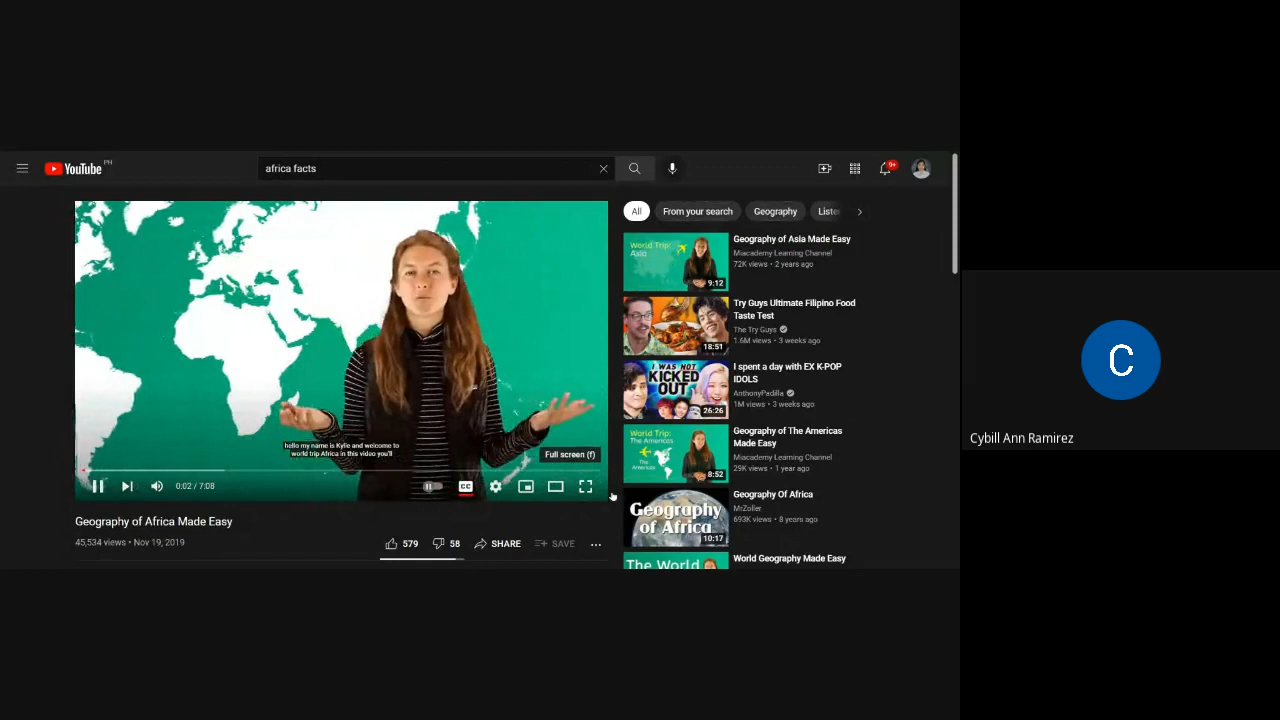 YouTube PH
africa facts
9+
hello my name is Kylie and welcome to
world trip Africa in this video you'll
Full screen (f)
0:02 / 7:08
CC
Geography of Africa Made Easy
45,534 views • Nov 19, 2019
579
58
SHARE
SAVE
All
From your search
Geography
World Trip:
Asia
9:12
Geography of Asia Made Easy
Miacademy Learning Channel
72K views • 2 years ago
18:51
Try Guys Ultimate Filipino Food
Taste Test
The Try Guys
1.6M views • 3 weeks ago
I WAS NOT
KICKED
OUT
26:26
I spent a day with EX K-POP
IDOLS
AnthonyPadilla
1M views • 3 weeks ago
World Trip:
The Americas
The
Americas
8:52
Geography of The Americas
Made Easy
Miacademy Learning Channel
29K views • 1 year ago
Geography
of Africa
10:17
Geography Of Africa
MrZoller
693K views • 8 years ago
The World
World Geography Made Easy
C
Cybill Ann Ramirez